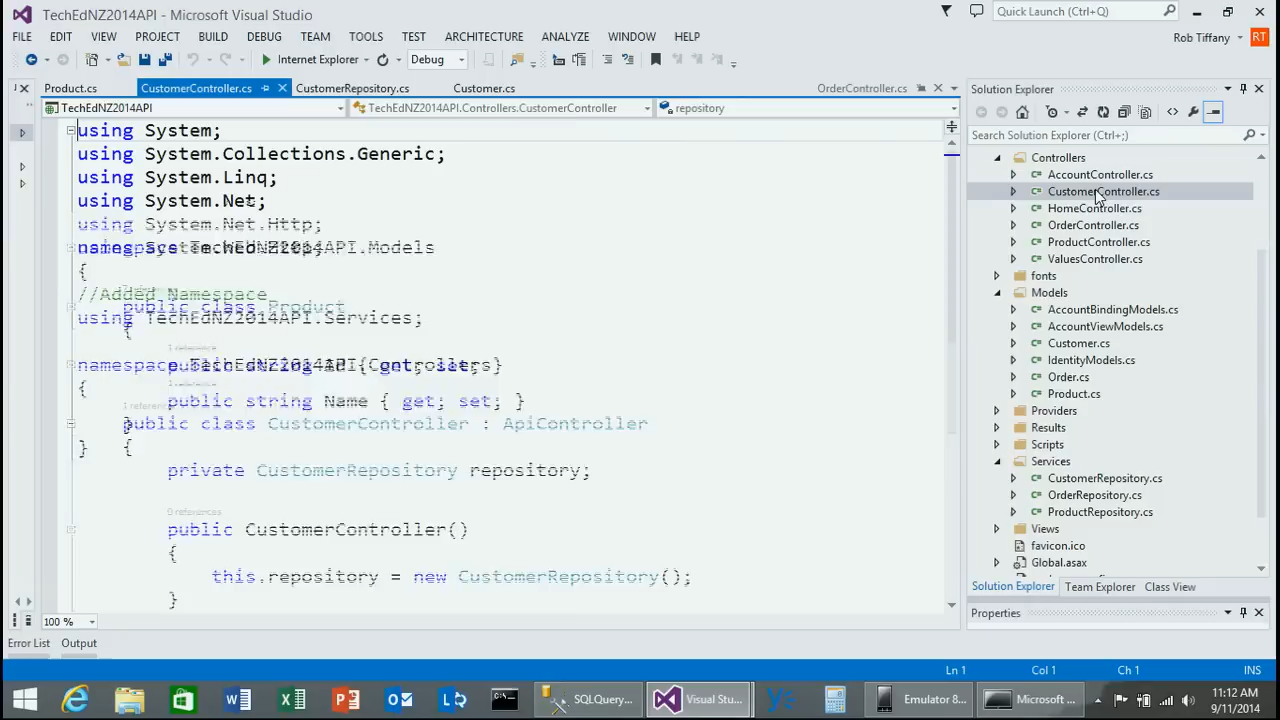 TechEdNZ2014API - Microsoft Visual Studio
Quick Launch (Ctrl+Q)
FILE EDIT VIEW PROJECT BUILD DEBUG TEAM TOOLS TEST ARCHITECTURE ANALYZE WINDOW HELP
Rob Tiffany RT
Internet Explorer Debug
Product.cs CustomerController.cs CustomerRepository.cs Customer.cs OrderController.cs
TechEdNZ2014API TechEdNZ2014API.Controllers.CustomerController repository
using System;
using System.Collections.Generic;
using System.Linq;
using System.Net;
using System.Net.Http;
namespace TechEdNZ2014API.Models
{
//Added Namespace
public class Product
using TechEdNZ2014API.Services;
{
1 reference
namespace TechEdNZ2014API.Controllers
{
public string Name { get; set; }
public class CustomerController : ApiController
} {
private CustomerRepository repository;
0 references
public CustomerController()
{
this.repository = new CustomerRepository();
}
100 %
Error List Output
Solution Explorer
Search Solution Explorer (Ctrl+;)
Controllers
AccountController.cs
CustomerController.cs
HomeController.cs
OrderController.cs
ProductController.cs
ValuesController.cs
fonts
Models
AccountBindingModels.cs
AccountViewModels.cs
Customer.cs
IdentityModels.cs
Order.cs
Product.cs
Providers
Results
Scripts
Services
CustomerRepository.cs
OrderRepository.cs
ProductRepository.cs
Views
favicon.ico
Global.asax
Solution Explorer Team Explorer Class View
Properties
Ln 1 Col 1 Ch 1 INS
SQLQuery... Visual Stu... Emulator 8... Microsoft ...
11:12 AM
9/11/2014